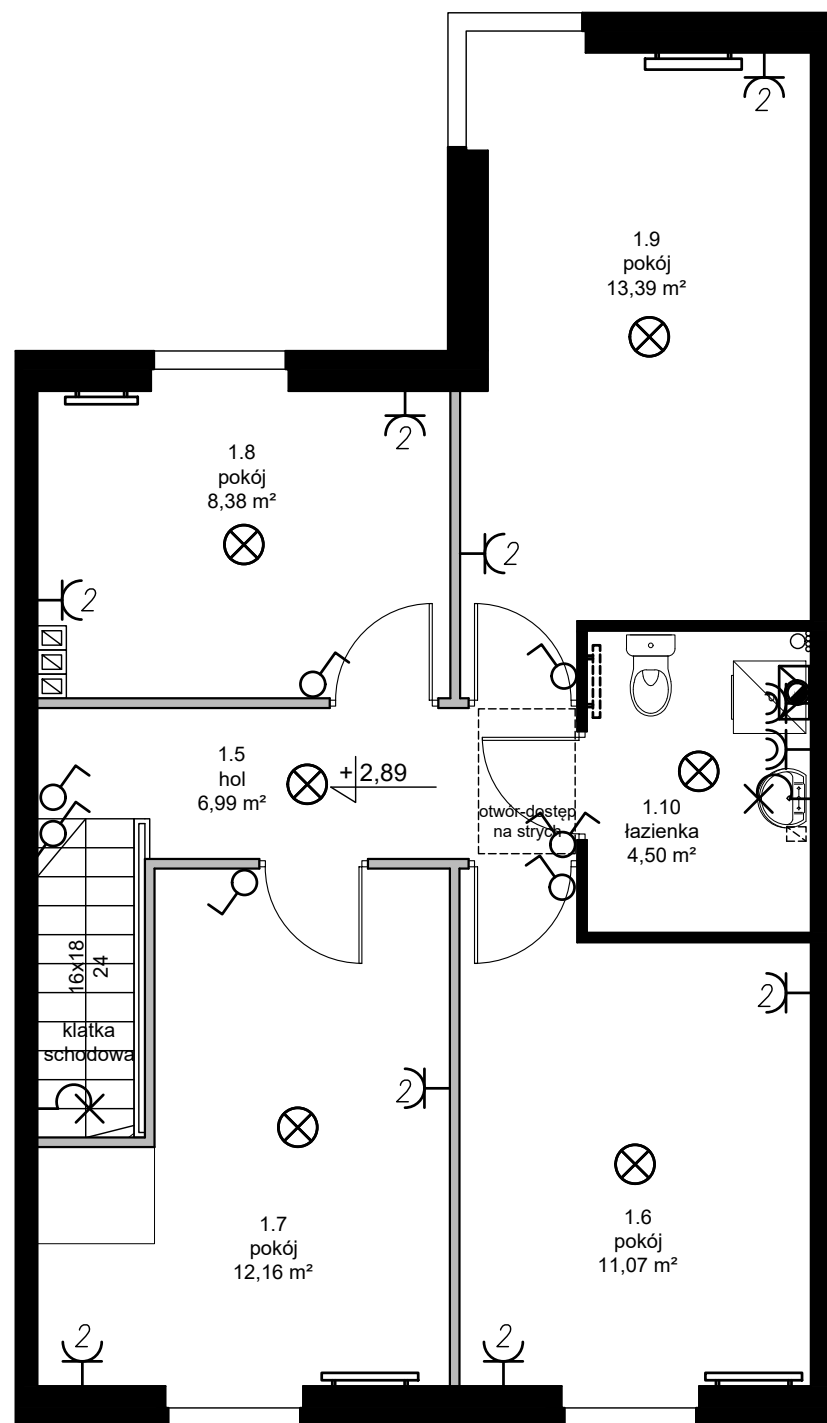 2
1.9
pokój
13,39 m²
2
1.8
pokój
8,38 m²
2
2
1.5
hol
6,99 m²
+2,89
otwór-dostęp
na strych
1.10
łazienka
4,50 m²
16x18
24
klatka
schodowa
2
2
1.7
pokój
12,16 m²
1.6
pokój
11,07 m²
2
2